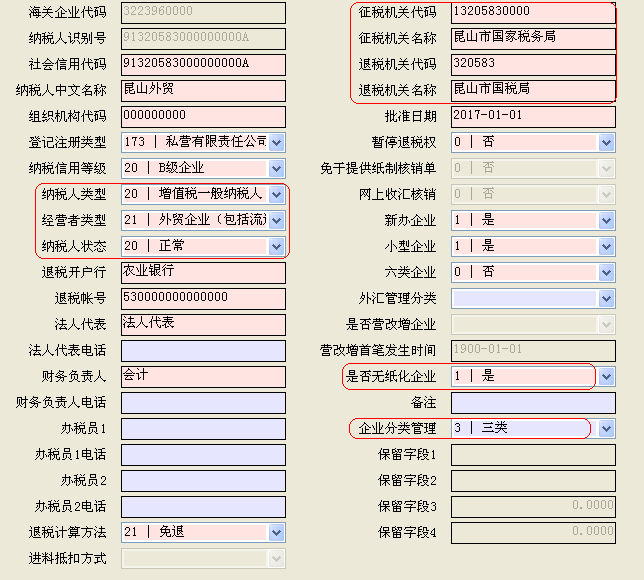 海关企业代码 3223960000 征税机关代码 13205830000
纳税人识别号 91320583000000000A 征税机关名称 昆山市国家税务局
社会信用代码 91320583000000000A 退税机关代码 320583
纳税人中文名称 昆山外贸 退税机关名称 昆山市国税局
组织机构代码 000000000 批准日期 2017-01-01
登记注册类型 173 | 私营有限责任公司 暂停退税权 0 | 否
纳税信用等级 20 | B级企业 免于提供纸制核销单 0 | 否
纳税人类型 20 | 增值税一般纳税人 网上收汇核销 0 | 否
经营者类型 21 | 外贸企业（包括流通 新办企业 1 | 是
纳税人状态 20 | 正常 小型企业 1 | 是
退税开户行 农业银行 六类企业 0 | 否
退税帐号 530000000000000 外汇管理分类
法人代表 法人代表 是否营改增企业
法人代表电话 营改增首笔发生时间 1900-01-01
财务负责人 会计 是否无纸化企业 1 | 是
财务负责人电话 备注
办税员1 企业分类管理 3 | 三类
办税员1电话 保留字段1
办税员2 保留字段2
办税员2电话 保留字段3 0.0000
退税计算方法 21 | 免退 保留字段4 0.0000
进料抵扣方式